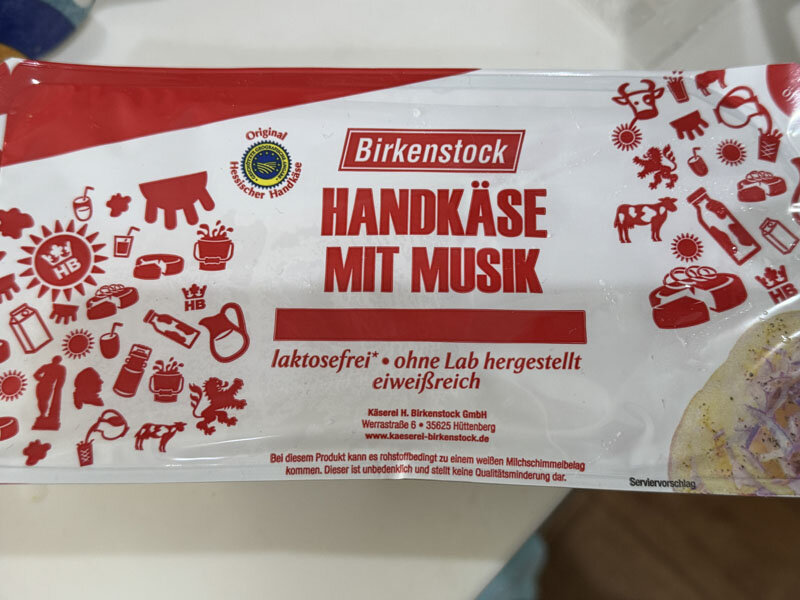 Original
Hessischer Handkäse
Birkenstock
HANDKÄSE
MIT MUSIK
laktosefrei* • ohne Lab hergestellt
eiweißreich
Käserei H. Birkenstock GmbH
Werrastraße 6 • 35625 Hüttenberg
www.kaeserei-birkenstock.de
Bei diesem Produkt kann es rohstoffbedingt zu einem weißen Milchschimmelbelag
kommen. Dieser ist unbedenklich und stellt keine Qualitätsminderung dar.
Serviervorschlag
HB
HB
HB